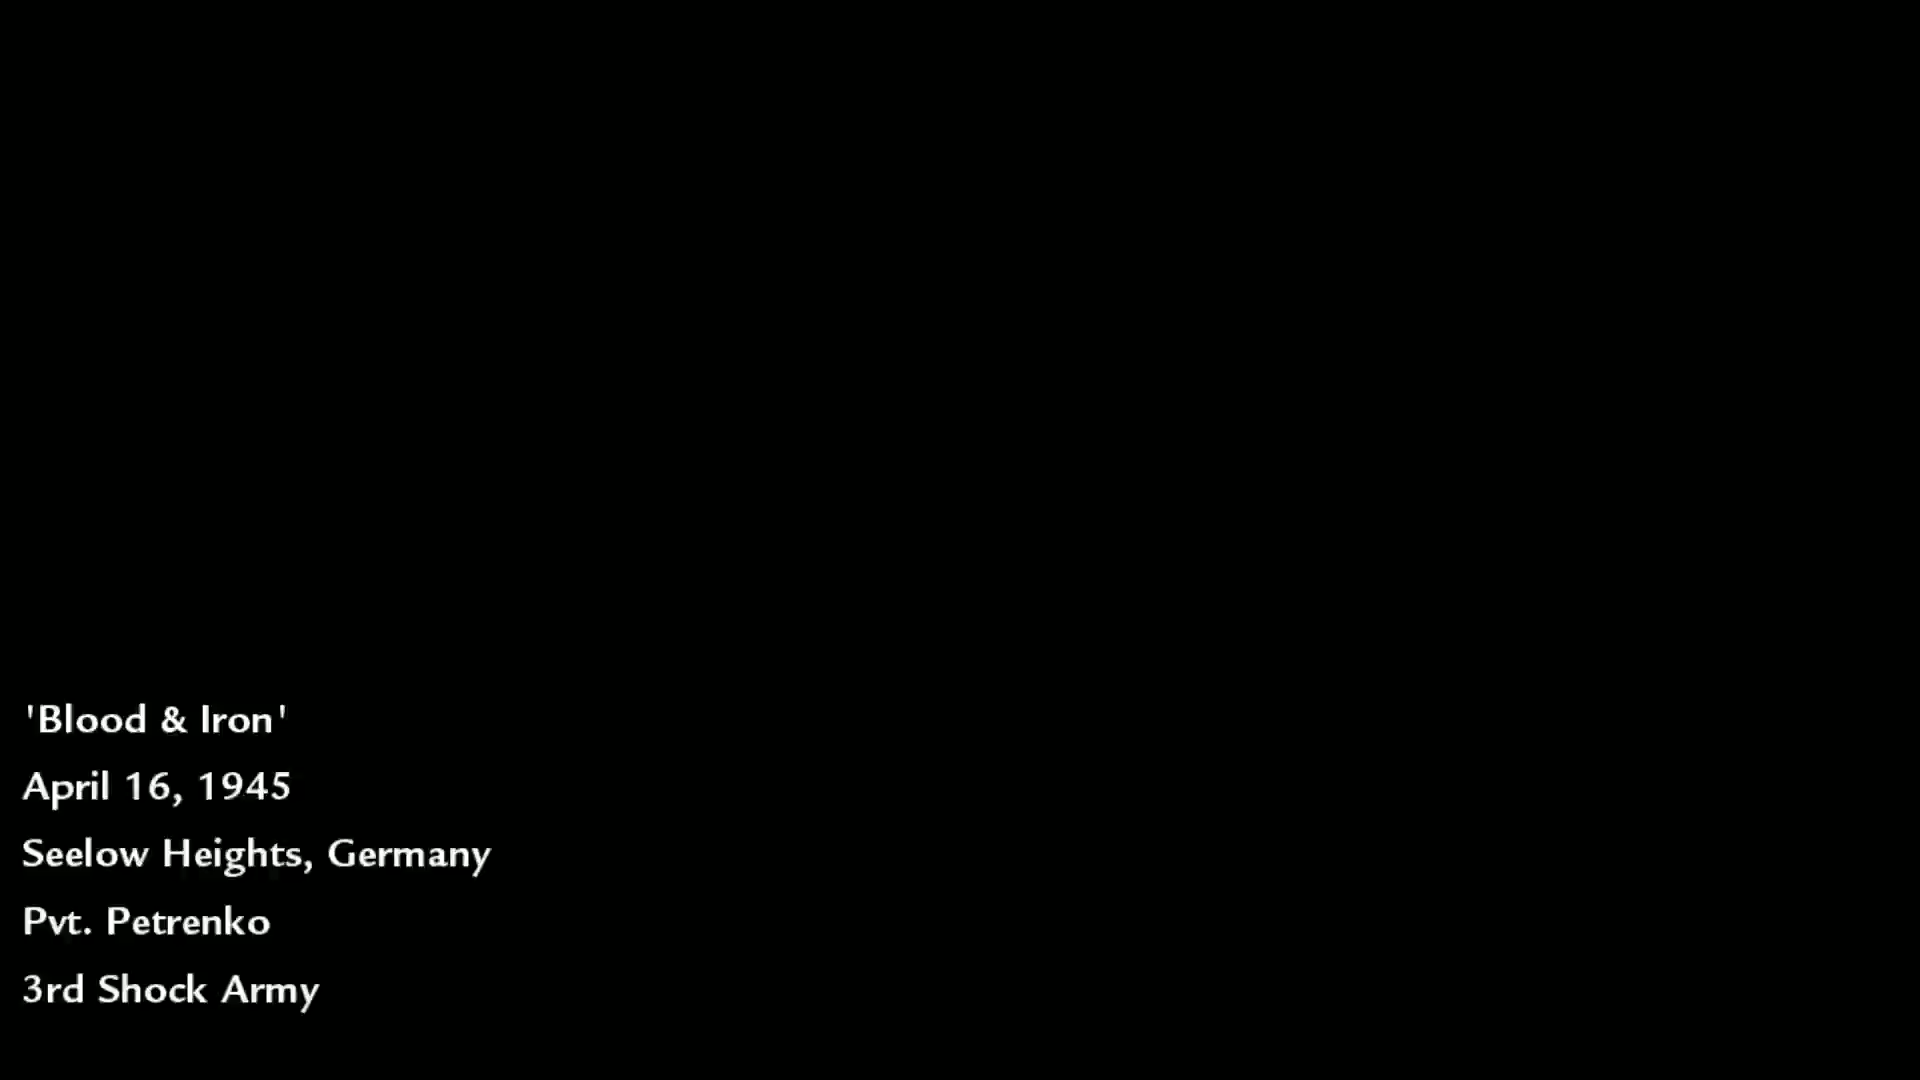 'Blood & Iron'
April 16, 1945
Seelow Heights, Germany
Pvt. Petrenko
3rd Shock Army